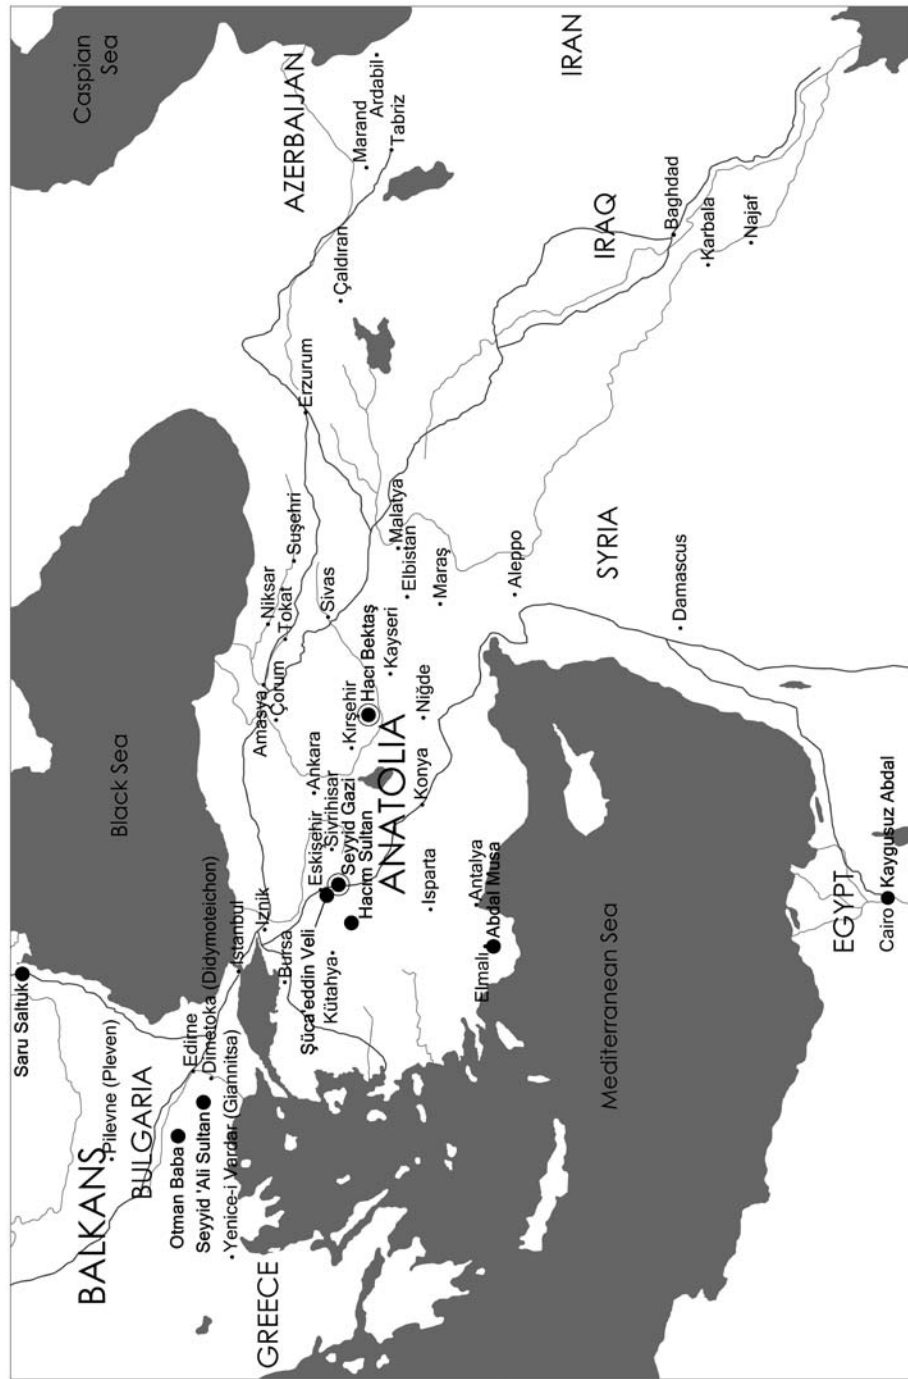 Caspian
Sea
Black Sea
AZERBAIJAN
Marand
Ardabil
Tabriz
IRAN
Çaldıran
Erzurum
IRAQ
Baghdad
Karbala
Najaf
Saru Saltuk
BALKANS
Pilevne (Pleven)
BULGARIA
Edirne
Dimetoka (Didymoteichon)
Otman Baba
Seyyid 'Ali Sultan
Yenice-i Vardar (Giannitsa)
GREECE
Istanbul
Iznik
Bursa
Şüca'eddin Veli
Kütahya
Eskişehir
Sivrihisar
Seyyid Gazi
Hacım Sultan
Ankara
Amasya
Çorum
Niksar
Tokat
Suşehri
Sivas
Kırşehir
Hacı Bektaş
Kayseri
ANATOLIA
Malatya
Elbistan
Maraş
Niğde
Konya
Isparta
Antalya
Elmalı
Abdal Musa
Aleppo
SYRIA
Damascus
Mediterranean Sea
EGYPT
Cairo
Kaygusuz Abdal